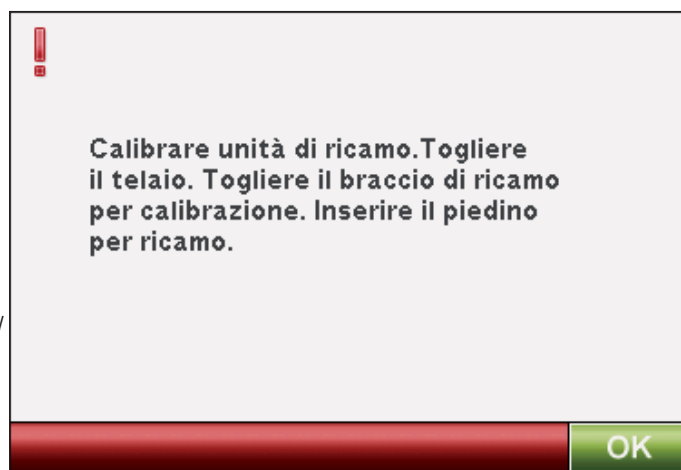 Calibrare unità di ricamo.Togliere
il telaio. Togliere il braccio di ricamo
per calibrazione. Inserire il piedino
per ricamo.
/
OK